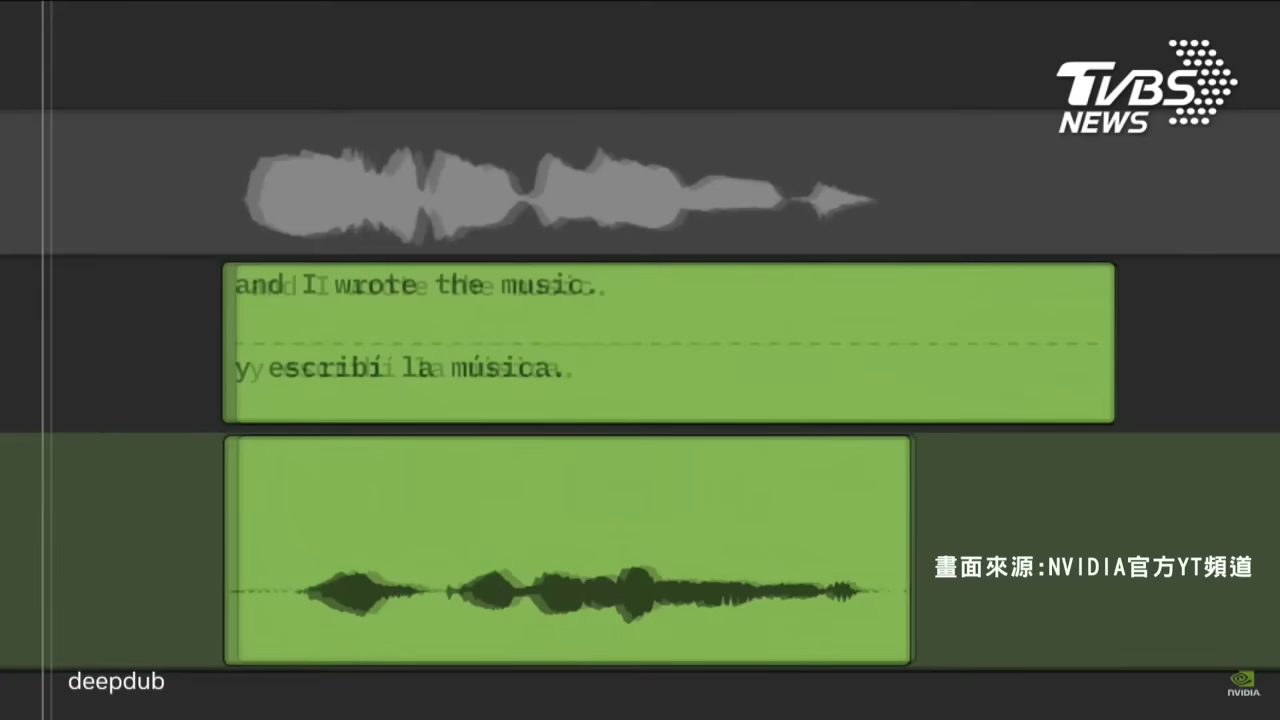 TVBS
NEWS
and I wrote the music.
y escribí la música.
畫面來源:NVIDIA官方YT頻道
deepdub
NVIDIA